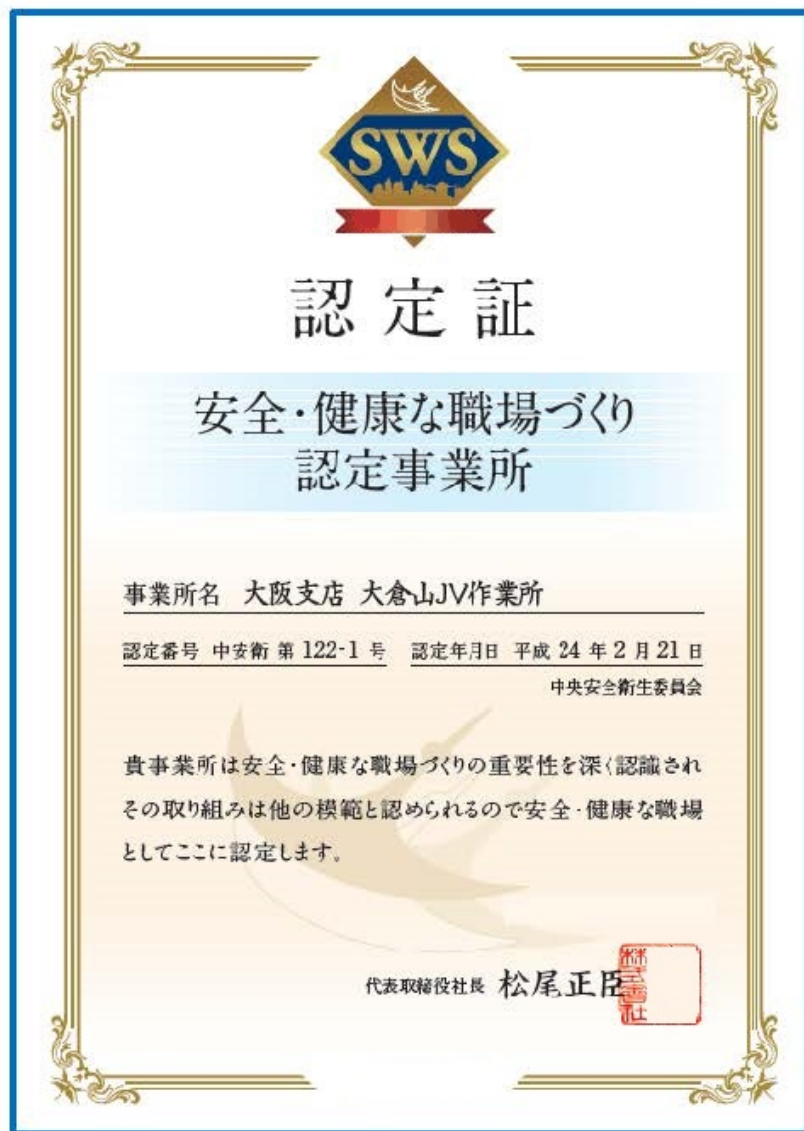 SWS
認定証
安全・健康な職場づくり
認定事業所
事業所名 大阪支店 大倉山JV作業所
認定番号 中安衛 第 122-1 号 認定年月日 平成 24 年 2 月 21 日
中央安全衛生委員会
貴事業所は安全・健康な職場づくりの重要性を深く認識され
その取り組みは他の模範と認められるので安全・健康な職場
としてここに認定します。
代表取締役社長 松尾正臣
株式会社